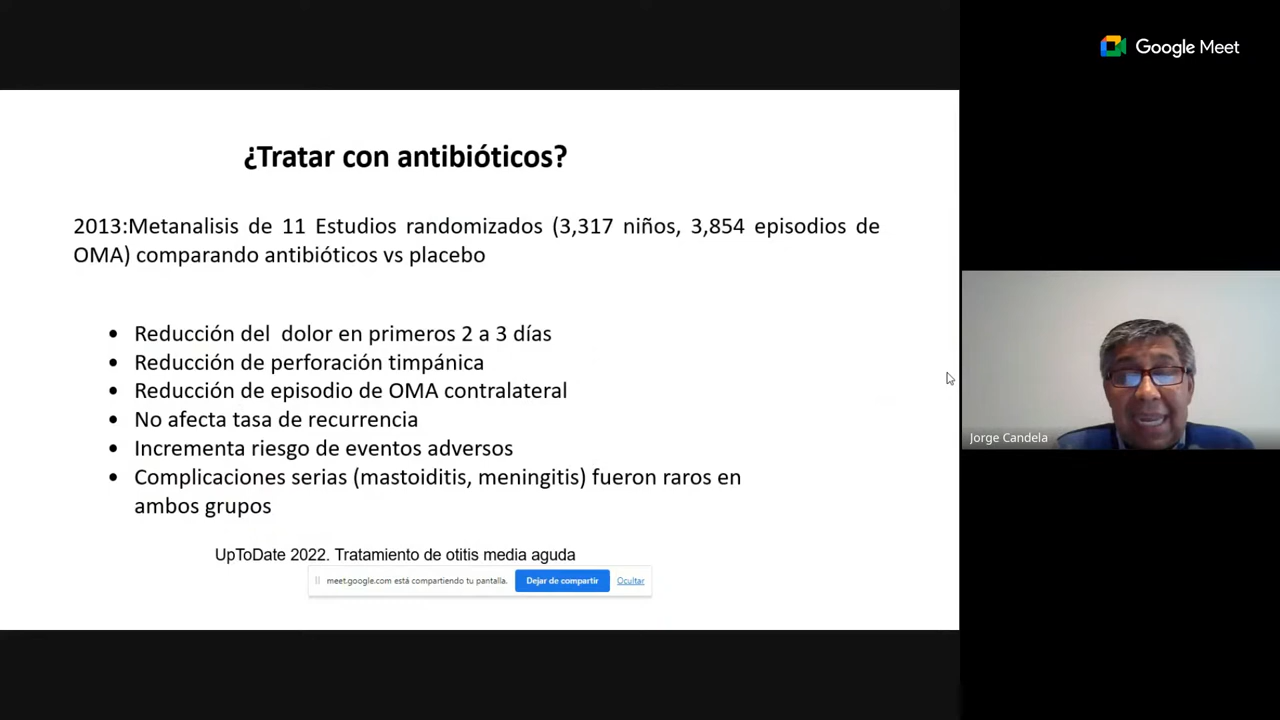 Google Meet
¿Tratar con antibióticos?
2013:Metanalisis de 11 Estudios randomizados (3,317 niños, 3,854 episodios de
OMA) comparando antibióticos vs placebo
• Reducción del dolor en primeros 2 a 3 días
• Reducción de perforación timpánica
• Reducción de episodio de OMA contralateral
• No afecta tasa de recurrencia
• Incrementa riesgo de eventos adversos
• Complicaciones serias (mastoiditis, meningitis) fueron raros en
ambos grupos
UpToDate 2022. Tratamiento de otitis media aguda
meet.google.com está compartiendo tu pantalla. Dejar de compartir Ocultar
Jorge Candela